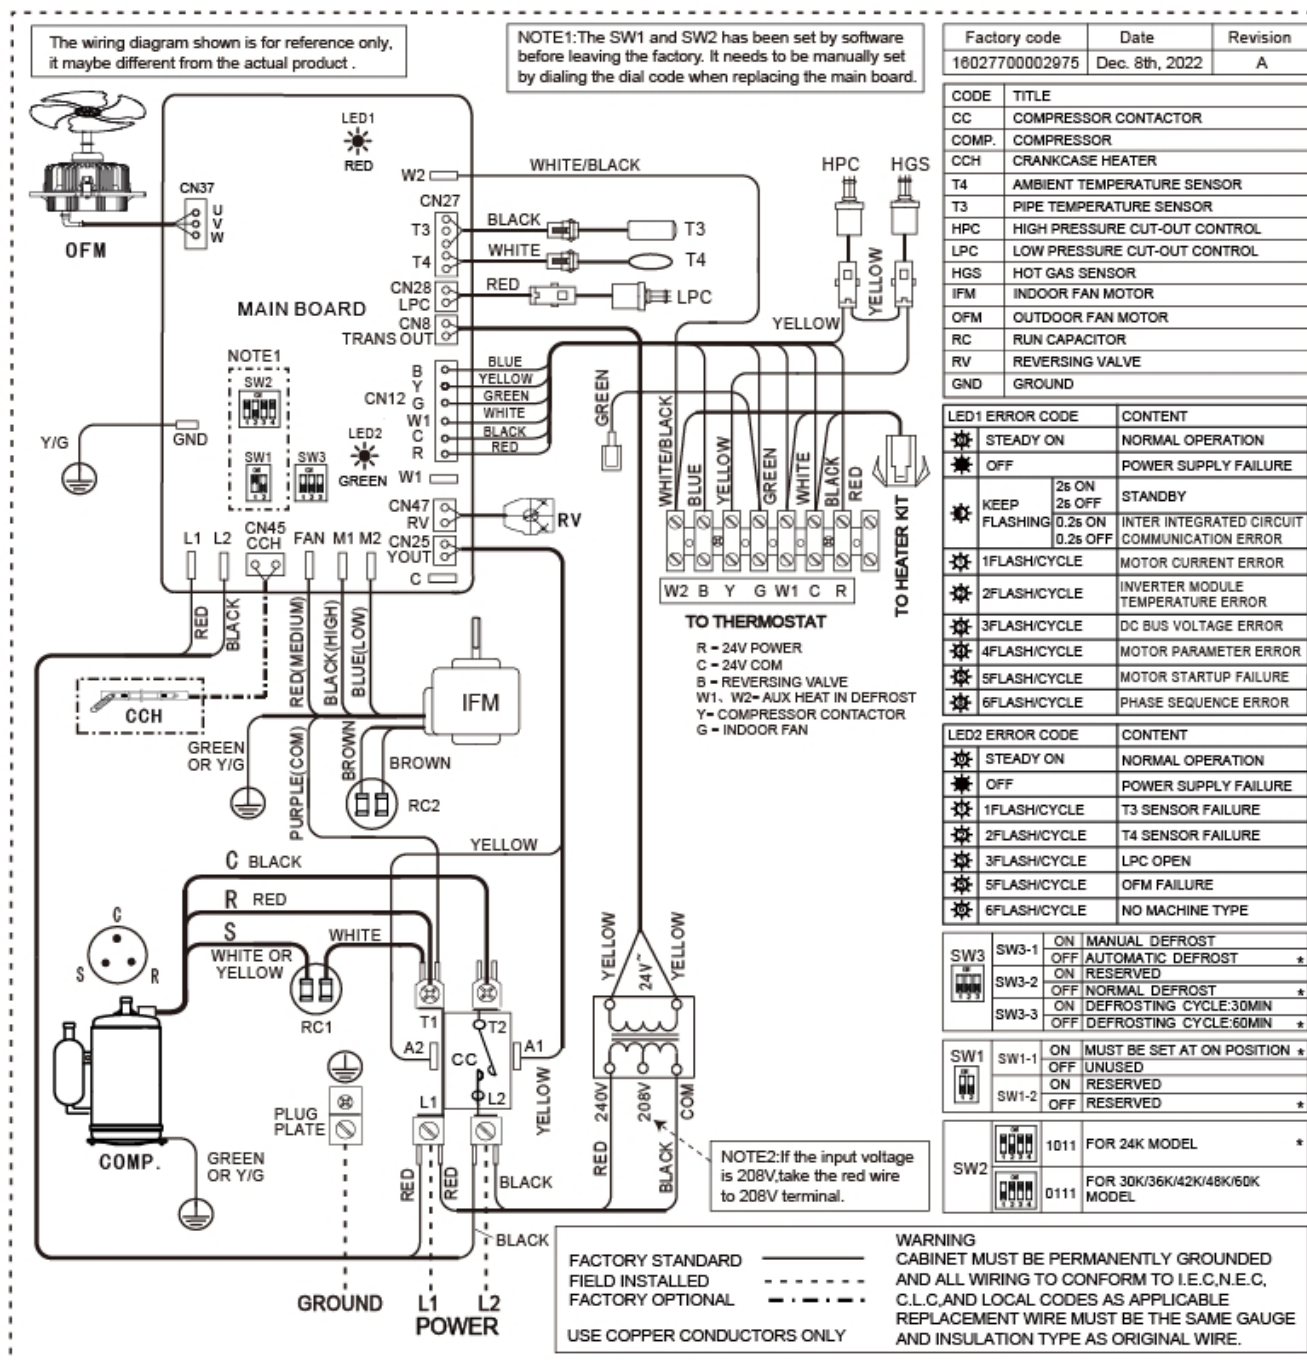 The wiring diagram shown is for reference only,
it maybe different from the actual product .
NOTE1:The SW1 and SW2 has been set by software
before leaving the factory. It needs to be manually set
by dialing the dial code when replacing the main board.
Factory code Date Revision
16027700002975 Dec. 8th, 2022 A
CODE TITLE
CC COMPRESSOR CONTACTOR
COMP. COMPRESSOR
CCH CRANKCASE HEATER
T4 AMBIENT TEMPERATURE SENSOR
T3 PIPE TEMPERATURE SENSOR
HPC HIGH PRESSURE CUT-OUT CONTROL
LPC LOW PRESSURE CUT-OUT CONTROL
HGS HOT GAS SENSOR
IFM INDOOR FAN MOTOR
OFM OUTDOOR FAN MOTOR
RC RUN CAPACITOR
RV REVERSING VALVE
GND GROUND
LED1 ERROR CODE CONTENT
STEADY ON NORMAL OPERATION
OFF POWER SUPPLY FAILURE
KEEP FLASHING
2s ON
2s OFF
STANDBY
0.2s ON INTER INTEGRATED CIRCUIT
0.2s OFF COMMUNICATION ERROR
1FLASH/CYCLE MOTOR CURRENT ERROR
2FLASH/CYCLE INVERTER MODULE
TEMPERATURE ERROR
3FLASH/CYCLE DC BUS VOLTAGE ERROR
4FLASH/CYCLE MOTOR PARAMETER ERROR
5FLASH/CYCLE MOTOR STARTUP FAILURE
6FLASH/CYCLE PHASE SEQUENCE ERROR
LED2 ERROR CODE CONTENT
STEADY ON NORMAL OPERATION
OFF POWER SUPPLY FAILURE
1FLASH/CYCLE T3 SENSOR FAILURE
2FLASH/CYCLE T4 SENSOR FAILURE
3FLASH/CYCLE LPC OPEN
5FLASH/CYCLE OFM FAILURE
6FLASH/CYCLE NO MACHINE TYPE
SW3
SW3-1 ON MANUAL DEFROST
OFF AUTOMATIC DEFROST *
SW3-2 ON RESERVED
OFF NORMAL DEFROST *
SW3-3 ON DEFROSTING CYCLE:30MIN
OFF DEFROSTING CYCLE:60MIN *
SW1
SW1-1 ON MUST BE SET AT ON POSITION *
OFF UNUSED
SW1-2 ON RESERVED
OFF RESERVED *
SW2
1011 FOR 24K MODEL *
0111 FOR 30K/36K/42K/48K/60K
MODEL
LED1
RED
CN37
U
V
W
OFM
MAIN BOARD
NOTE1
SW2
SW1
SW3
LED2
GREEN
GND
Y/G
W2
CN27
T3
T4
CN28
LPC
CN8
TRANS OUT
CN12
B
Y
G
W1
C
R
W1
CN47
RV
CN25
YOUT
C
WHITE/BLACK
BLACK
T3
WHITE
T4
RED
LPC
BLUE
YELLOW
GREEN
WHITE
BLACK
RED
RV
HPC
HGS
YELLOW
YELLOW
GREEN
WHITE/BLACK
BLUE
YELLOW
GREEN
WHITE
BLACK
RED
TO HEATER KIT
W2 B Y G W1 C R
TO THERMOSTAT
R - 24V POWER
C - 24V COM
B - REVERSING VALVE
W1、W2- AUX HEAT IN DEFROST
Y- COMPRESSOR CONTACTOR
G - INDOOR FAN
L1 L2
CN45
CCH
FAN M1 M2
RED
BLACK
RED(MEDIUM)
BLACK(HIGH)
BLUE(LOW)
CCH
IFM
GREEN
OR Y/G
PURPLE(COM)
BROWN
BROWN
RC2
YELLOW
C BLACK
R RED
S
WHITE OR
YELLOW
WHITE
RC1
C
S
R
COMP.
GREEN
OR Y/G
PLUG
PLATE
T1
T2
A2
CC
A1
L1
L2
YELLOW
YELLOW
YELLOW
24V~
240V
208V
COM
RED
BLACK
NOTE2:If the input voltage
is 208V,take the red wire
to 208V terminal.
RED
RED
BLACK
BLACK
GROUND
L1 L2
POWER
FACTORY STANDARD
FIELD INSTALLED
FACTORY OPTIONAL
USE COPPER CONDUCTORS ONLY
WARNING
CABINET MUST BE PERMANENTLY GROUNDED
AND ALL WIRING TO CONFORM TO I.E.C,N.E.C,
C.L.C,AND LOCAL CODES AS APPLICABLE
REPLACEMENT WIRE MUST BE THE SAME GAUGE
AND INSULATION TYPE AS ORIGINAL WIRE.